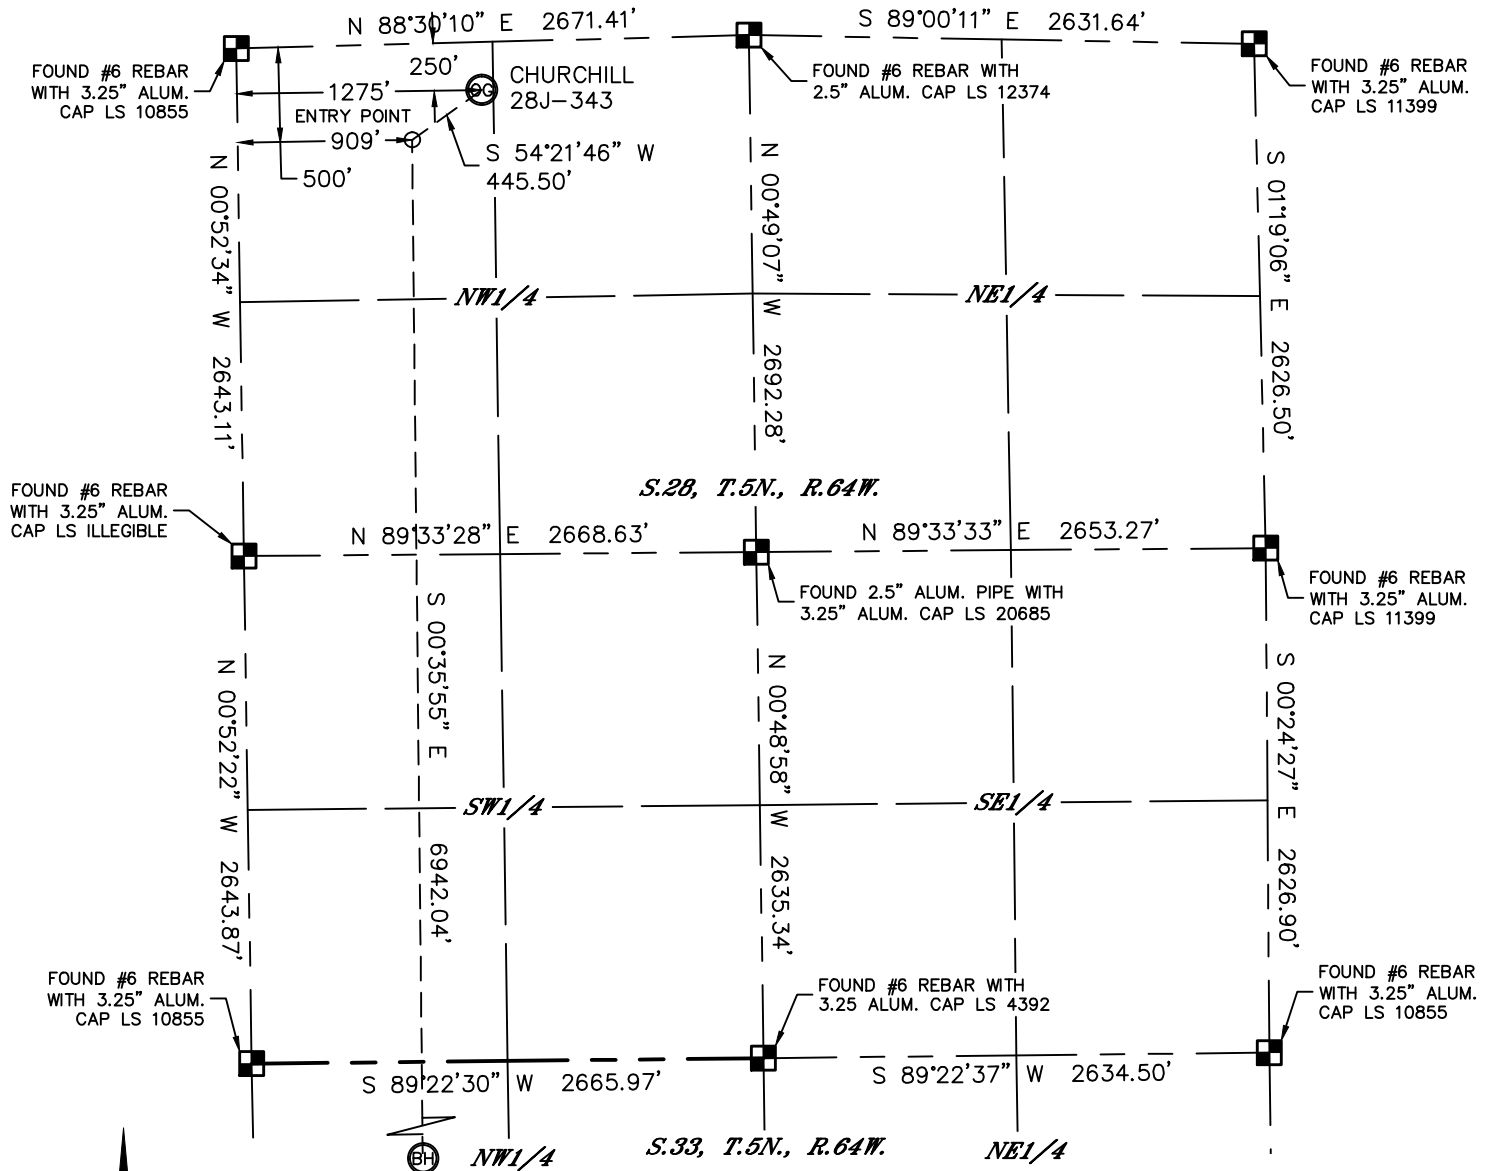 N 88°30'10" E 2671.41'
S 89°00'11" E 2631.64'
FOUND #6 REBAR
WITH 3.25" ALUM.
CAP LS 10855
250'
1275'
OG
CHURCHILL
28J-343
FOUND #6 REBAR WITH
2.5" ALUM. CAP LS 12374
FOUND #6 REBAR
WITH 3.25" ALUM.
CAP LS 11399
ENTRY POINT
909'
500'
S 54°21'46" W
445.50'
N 00°52'34" W 2643.11'
N 00°49'07" W 2692.28'
S 01°19'06" E 2626.50'
NW1/4
NE1/4
S.28, T.5N., R.64W.
FOUND #6 REBAR
WITH 3.25" ALUM.
CAP LS ILLEGIBLE
N 89°33'28" E 2668.63'
N 89°33'33" E 2653.27'
FOUND 2.5" ALUM. PIPE WITH
3.25" ALUM. CAP LS 20685
FOUND #6 REBAR
WITH 3.25" ALUM.
CAP LS 11399
S 00°35'55" E 6942.04'
N 00°52'22" W 2643.87'
N 00°48'58" W 2635.34'
S 00°24'27" E 2626.90'
SW1/4
SE1/4
FOUND #6 REBAR
WITH 3.25" ALUM.
CAP LS 10855
FOUND #6 REBAR WITH
3.25 ALUM. CAP LS 4392
FOUND #6 REBAR
WITH 3.25" ALUM.
CAP LS 10855
S 89°22'30" W 2665.97'
S 89°22'37" W 2634.50'
BH
NW1/4
S.33, T.5N., R.64W.
NE1/4